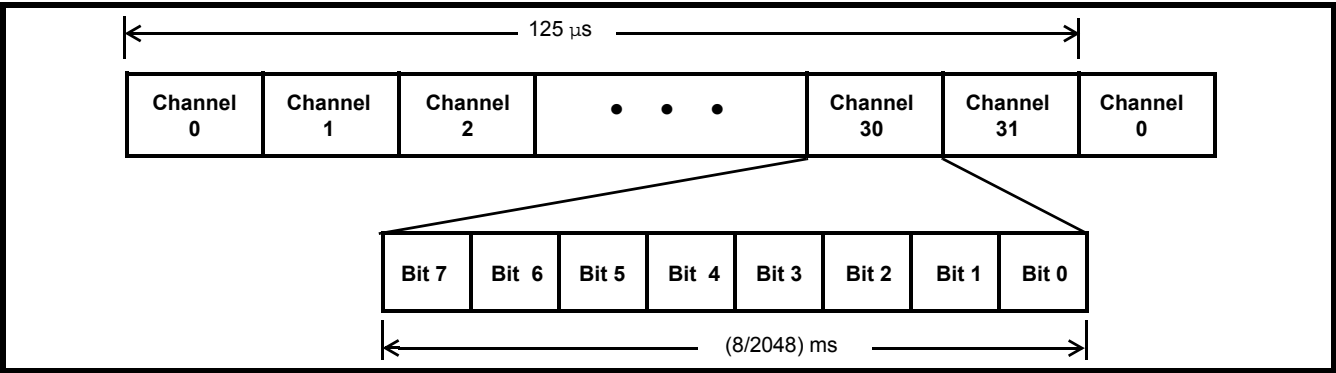 125 μs
Channel 0
Channel 1
Channel 2
• • •
Channel 30
Channel 31
Channel 0
Bit 7
Bit 6
Bit 5
Bit 4
Bit 3
Bit 2
Bit 1
Bit 0
(8/2048) ms